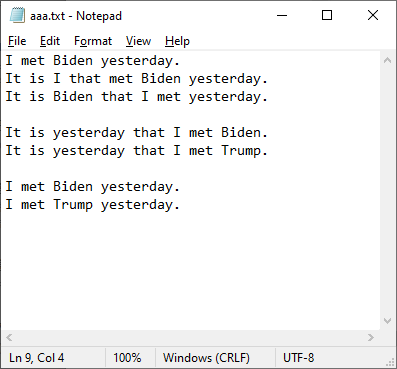 aaa.txt - Notepad
File Edit Format View Help
I met Biden yesterday.
It is I that met Biden yesterday.
It is Biden that I met yesterday.
It is yesterday that I met Biden.
It is yesterday that I met Trump.
I met Biden yesterday.
I met Trump yesterday.
Ln 9, Col 4 100% Windows (CRLF) UTF-8